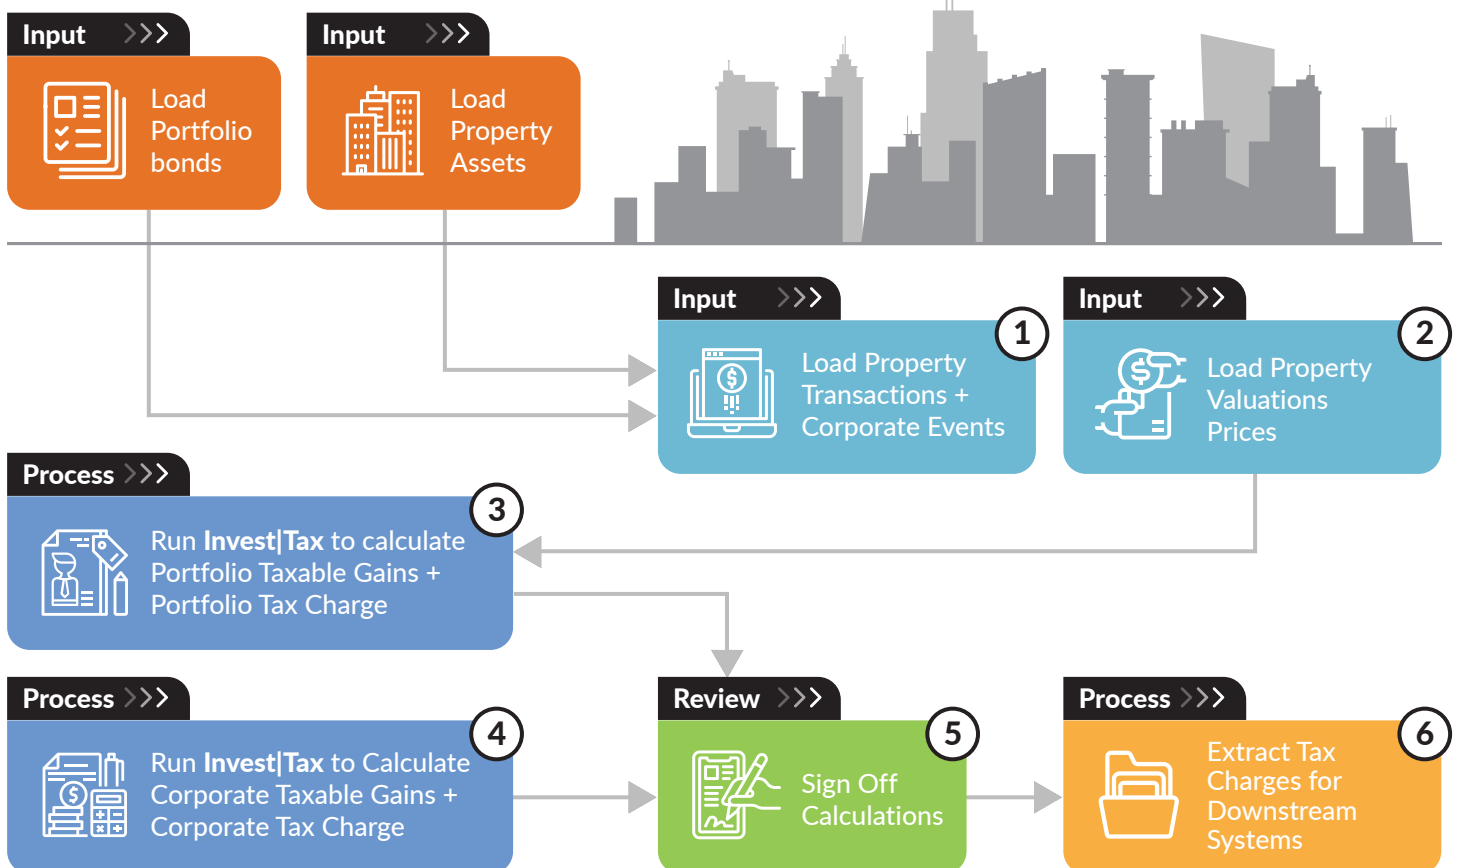 Input >>>
Load
Portfolio
bonds
Input >>>
Load
Property
Assets
Input >>>
1
Load Property
Transactions +
Corporate Events
Input >>>
2
Load Property
Valuations
Prices
Process >>>
3
Run Invest|Tax to calculate
Portfolio Taxable Gains +
Portfolio Tax Charge
Process >>>
4
Run Invest|Tax to Calculate
Corporate Taxable Gains +
Corporate Tax Charge
Review >>>
5
Sign Off
Calculations
Process >>>
6
Extract Tax
Charges for
Downstream
Systems